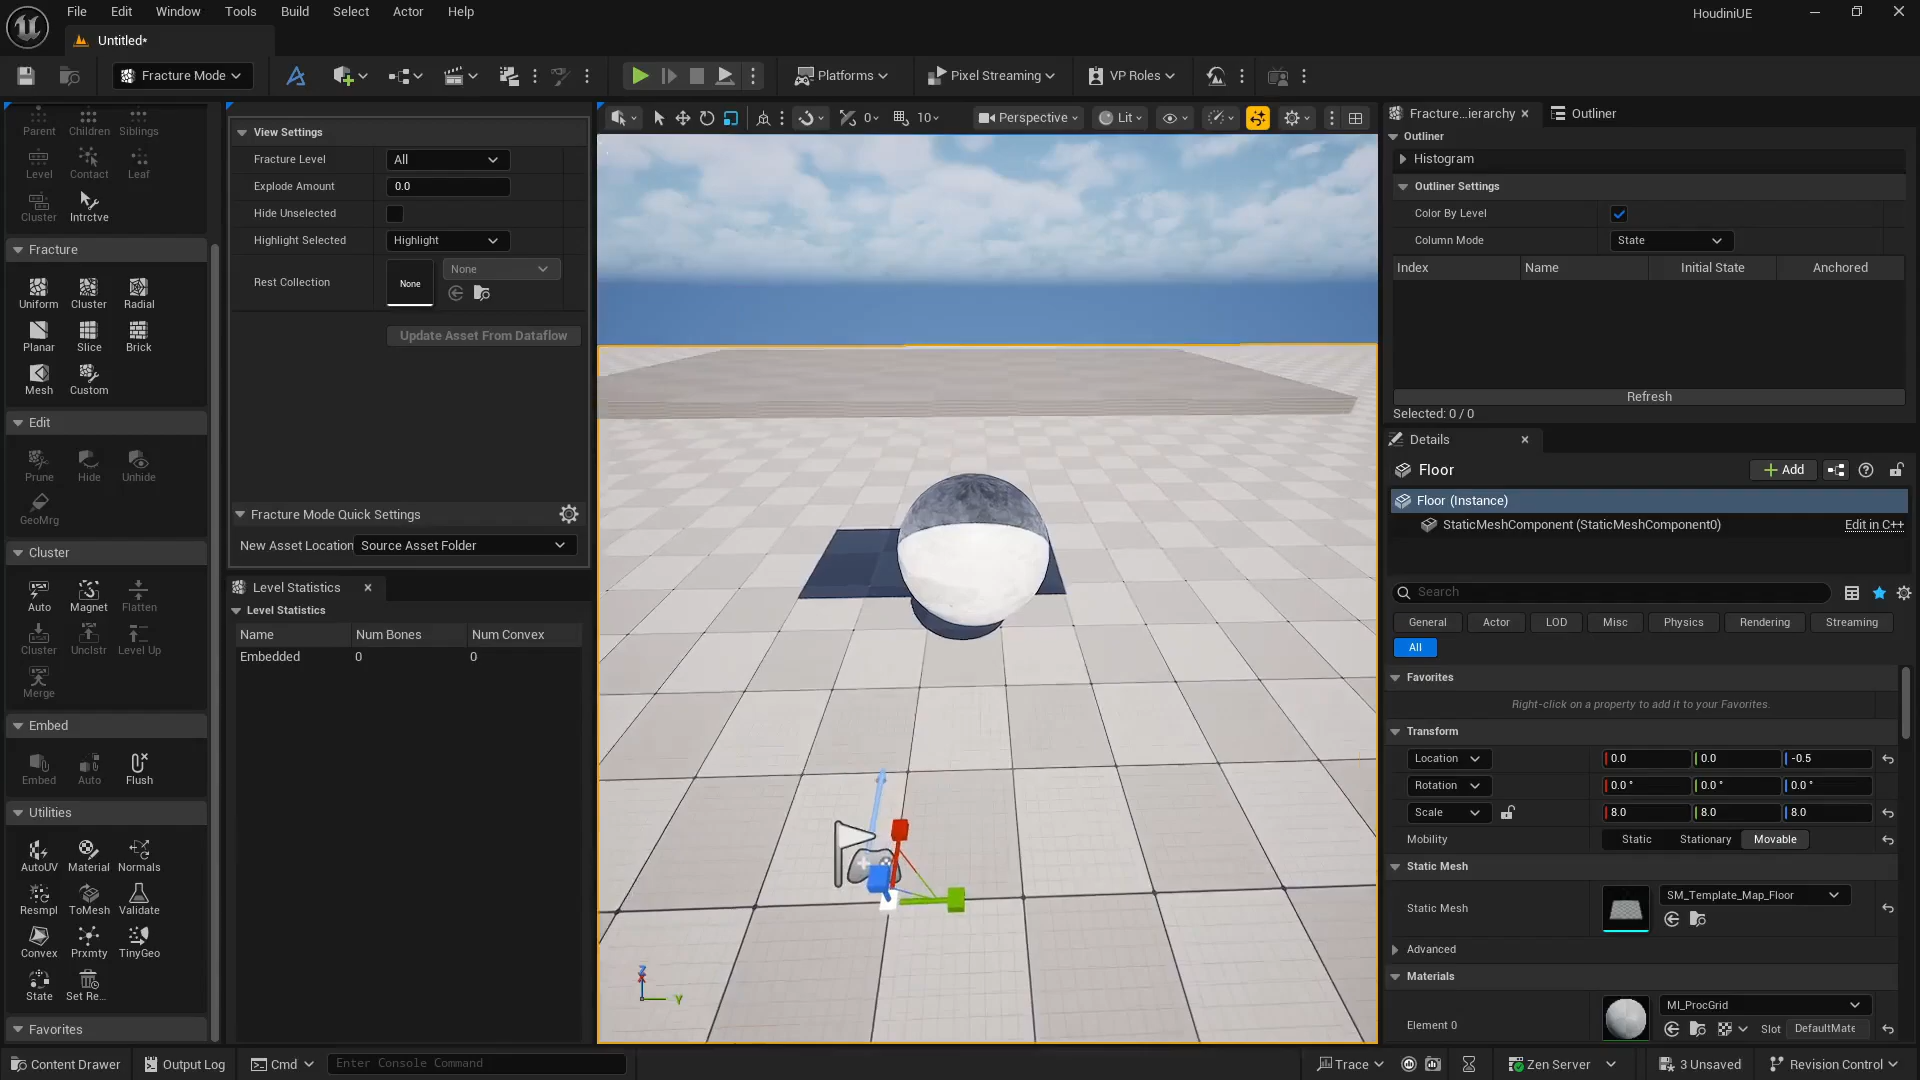 File Edit Window Tools Build Select Actor Help
HoudiniUE
Untitled*
Fracture Mode
Platforms
Pixel Streaming
VP Roles
Parent Children Siblings
Level Contact Leaf
Cluster Intrctve
Fracture
Uniform Cluster Radial
Planar Slice Brick
Mesh Custom
Edit
Prune Hide Unhide
GeoMrg
Cluster
Auto Magnet Flatten
Cluster Unclstr Level Up
Merge
Embed
Embed Auto Flush
Utilities
AutoUV Material Normals
Resmpl ToMesh Validate
Convex Prxmty TinyGeo
State Set Re...
Favorites
View Settings
Fracture Level All
Explode Amount 0.0
Hide Unselected
Highlight Selected Highlight
Rest Collection None None
Update Asset From Dataflow
Fracture Mode Quick Settings
New Asset Location Source Asset Folder
Level Statistics
Level Statistics
Name Num Bones Num Convex
Embedded 0 0
0 10 Perspective Lit
Z
X
Y
Fracture...ierarchy Outliner
Outliner
Histogram
Outliner Settings
Color By Level
Column Mode State
Index Name Initial State Anchored
Refresh
Selected: 0 / 0
Details
Floor Add
Floor (Instance)
StaticMeshComponent (StaticMeshComponent0) Edit in C++
Search
General Actor LOD Misc Physics Rendering Streaming
All
Favorites
Right-click on a property to add it to your Favorites.
Transform
Location 0.0 0.0 -0.5
Rotation 0.0 ° 0.0 ° 0.0 °
Scale 8.0 8.0 8.0
Mobility Static Stationary Movable
Static Mesh
Static Mesh SM_Template_Map_Floor
Advanced
Materials
Element 0 MI_ProcGrid
Slot DefaultMate
Content Drawer Output Log Cmd Enter Console Command
Trace Zen Server 3 Unsaved Revision Control